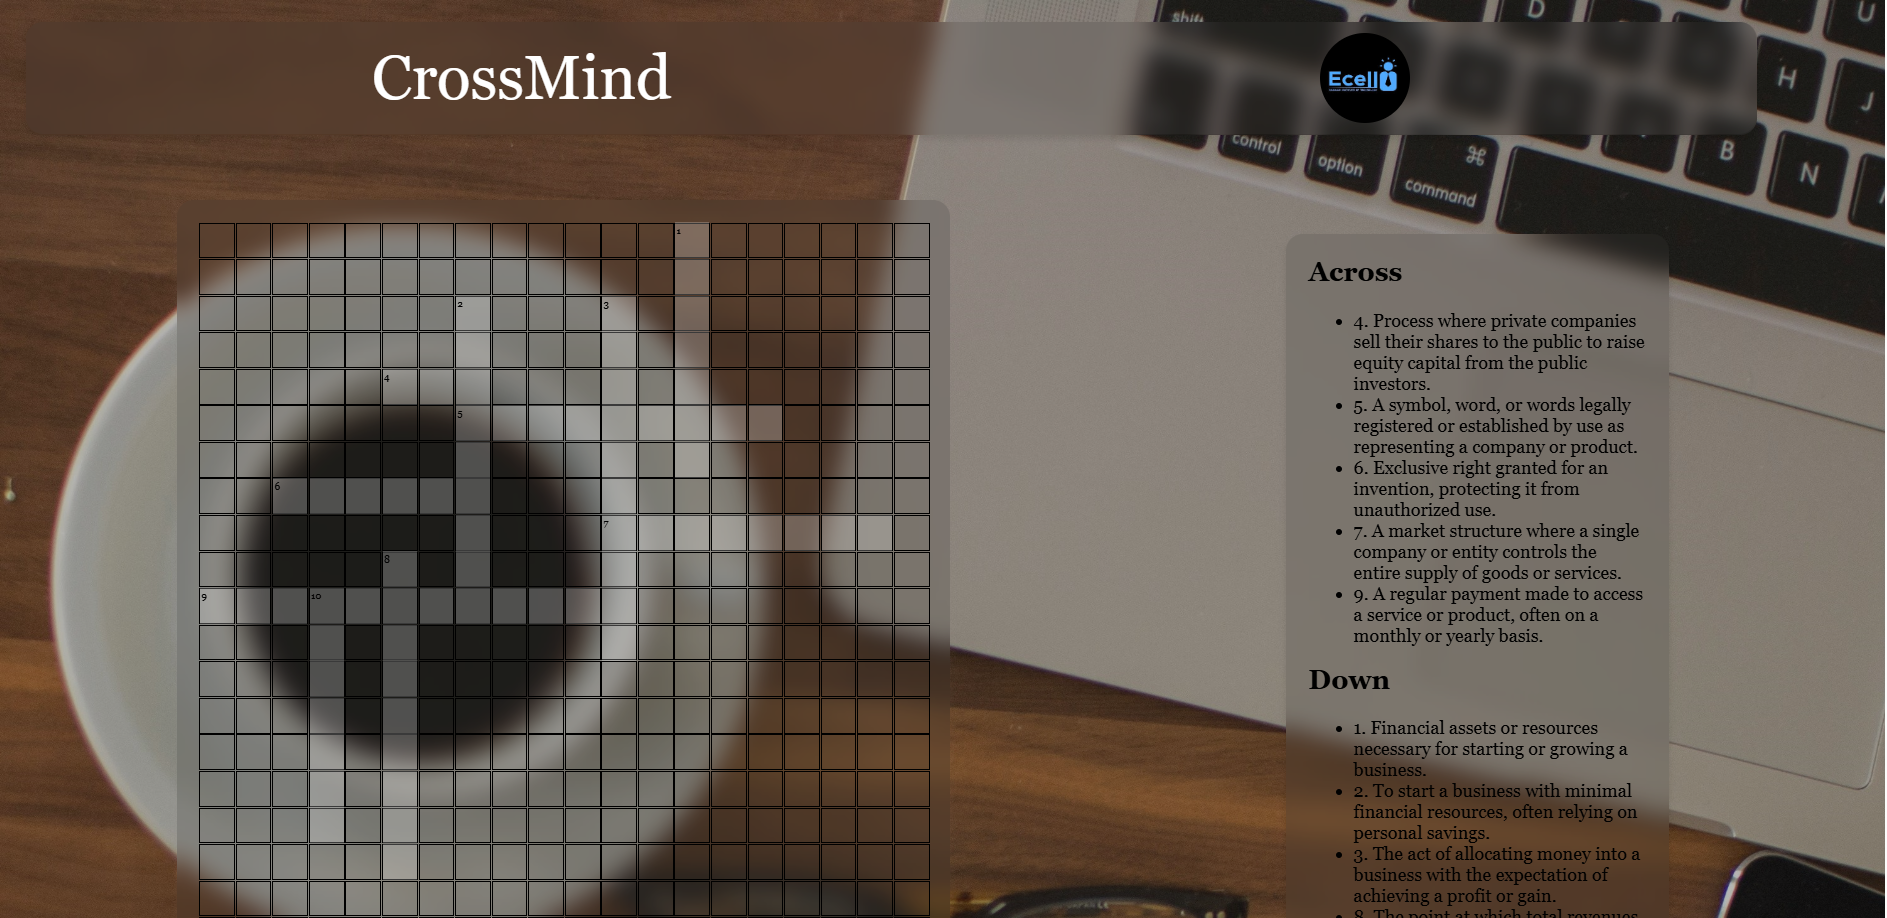 CrossMind
Ecell
shift
D
U
H
J
control
option
⌘
command
B
N
1
2
3
4
5
6
7
8
9
10
Across
4. Process where private companies
sell their shares to the public to raise
equity capital from the public
investors.
5. A symbol, word, or words legally
registered or established by use as
representing a company or product.
6. Exclusive right granted for an
invention, protecting it from
unauthorized use.
7. A market structure where a single
company or entity controls the
entire supply of goods or services.
9. A regular payment made to access
a service or product, often on a
monthly or yearly basis.
Down
1. Financial assets or resources
necessary for starting or growing a
business.
2. To start a business with minimal
financial resources, often relying on
personal savings.
3. The act of allocating money into a
business with the expectation of
achieving a profit or gain.
8. The point at which total revenues